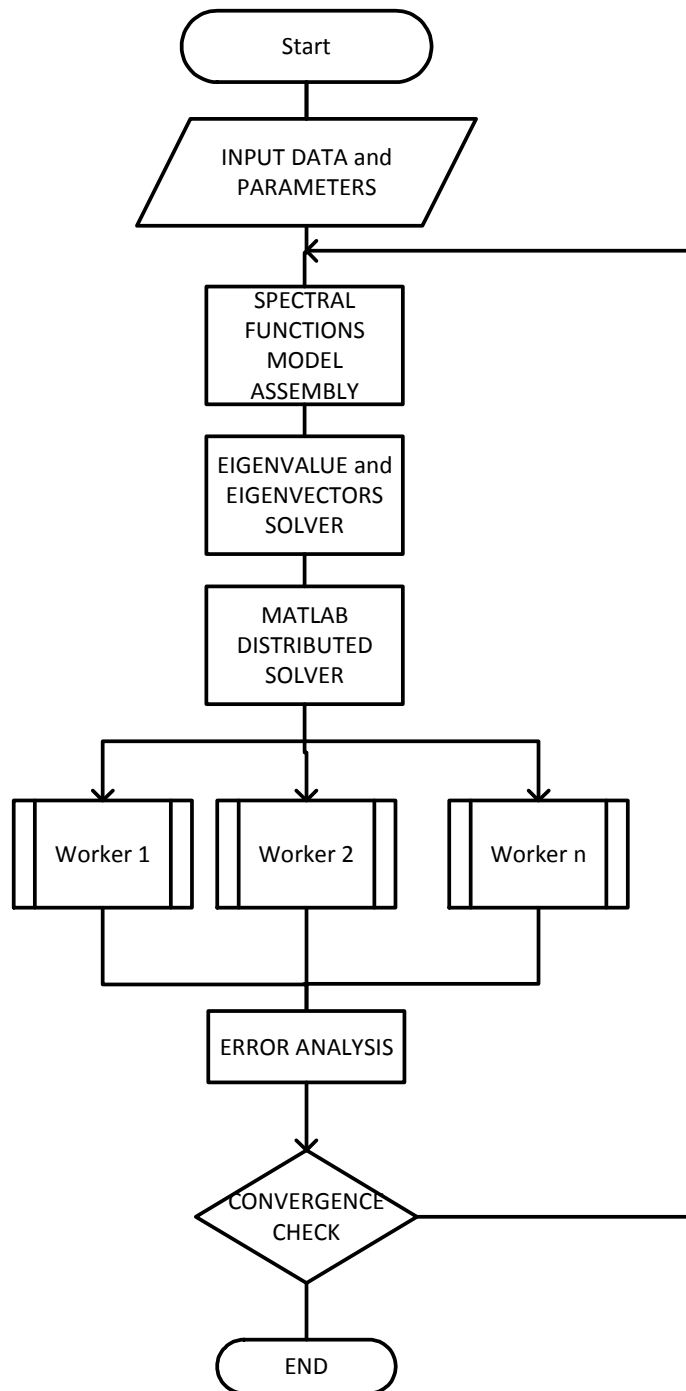 Start
INPUT DATA and
PARAMETERS
SPECTRAL
FUNCTIONS
MODEL
ASSEMBLY
EIGENVALUE and
EIGENVECTORS
SOLVER
MATLAB
DISTRIBUTED
SOLVER
Worker 1
Worker 2
Worker n
ERROR ANALYSIS
CONVERGENCE
CHECK
END